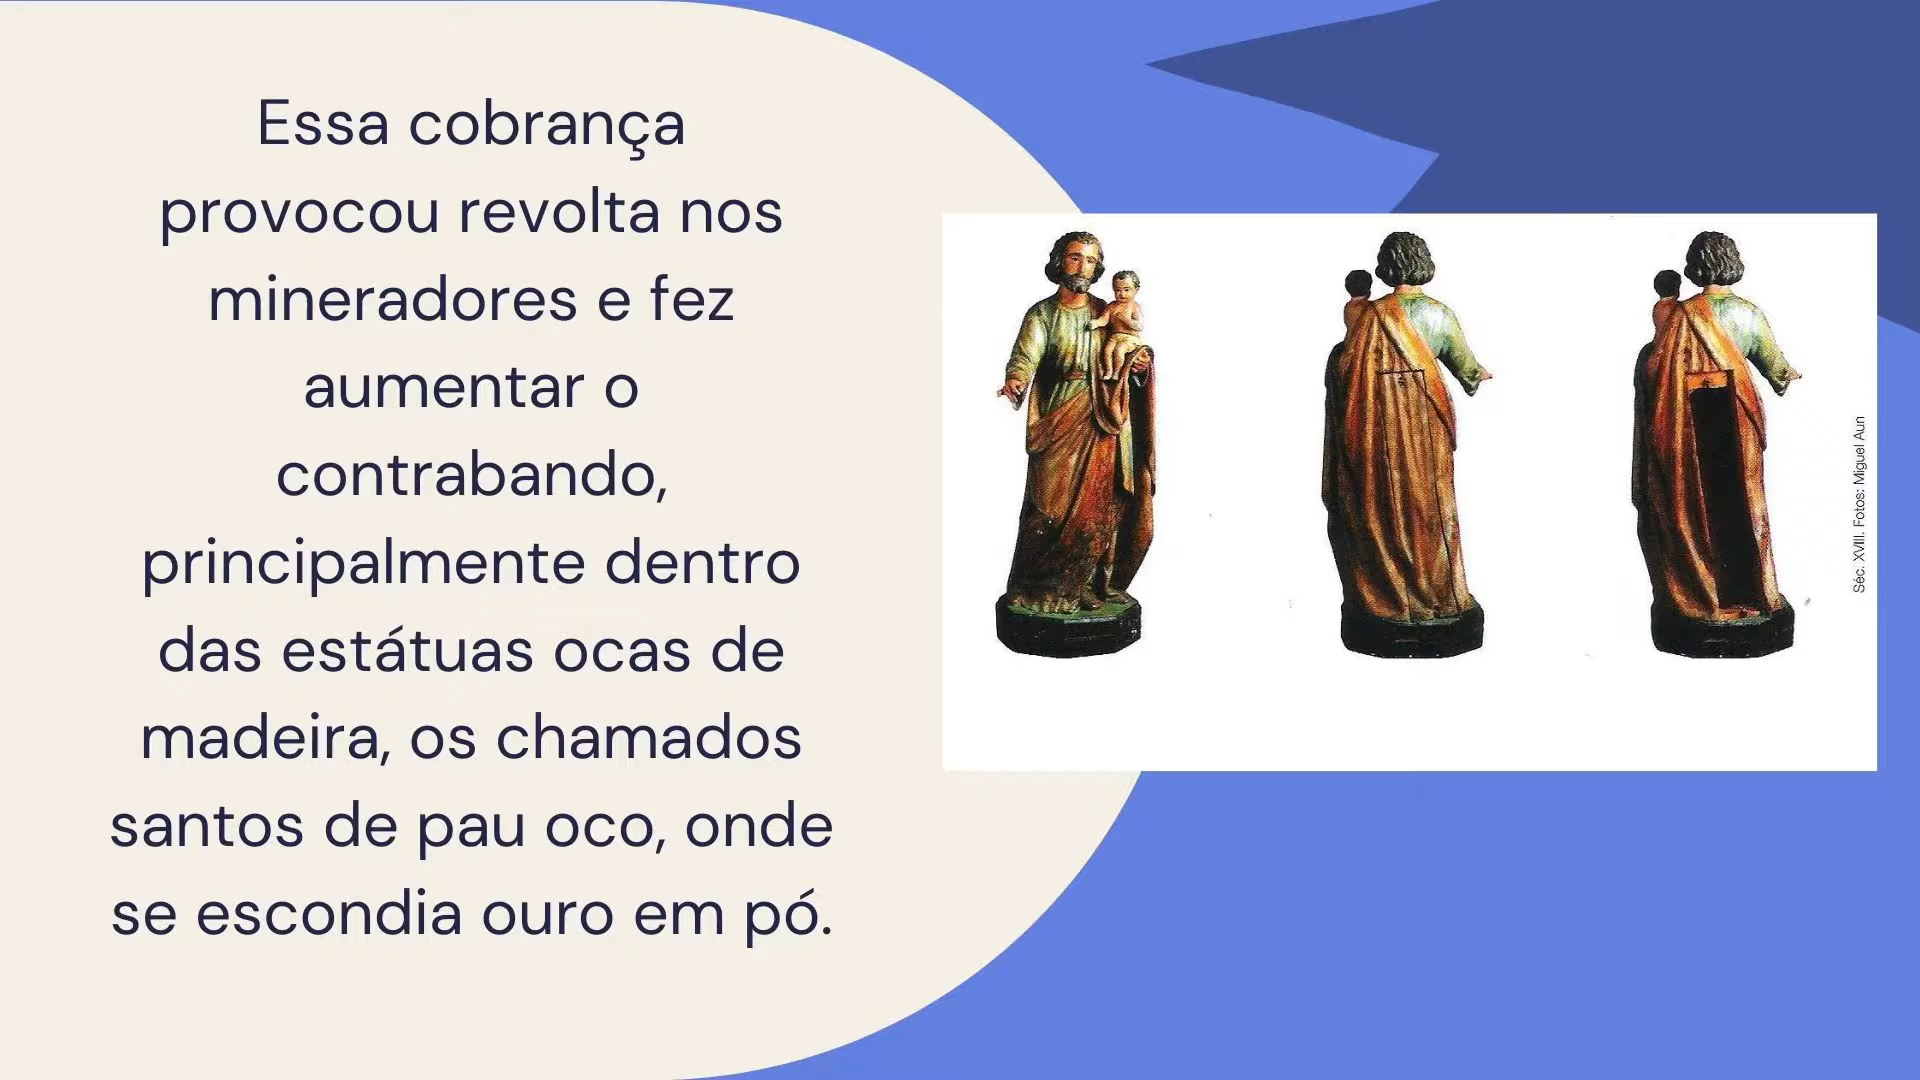 Essa cobrança
provocou revolta nos
mineradores e fez
aumentar o
contrabando,
principalmente dentro
das estátuas ocas de
madeira, os chamados
santos de pau oco, onde
se escondia ouro em pó.
Séc. XVIII. Fotos: Miguel Aun